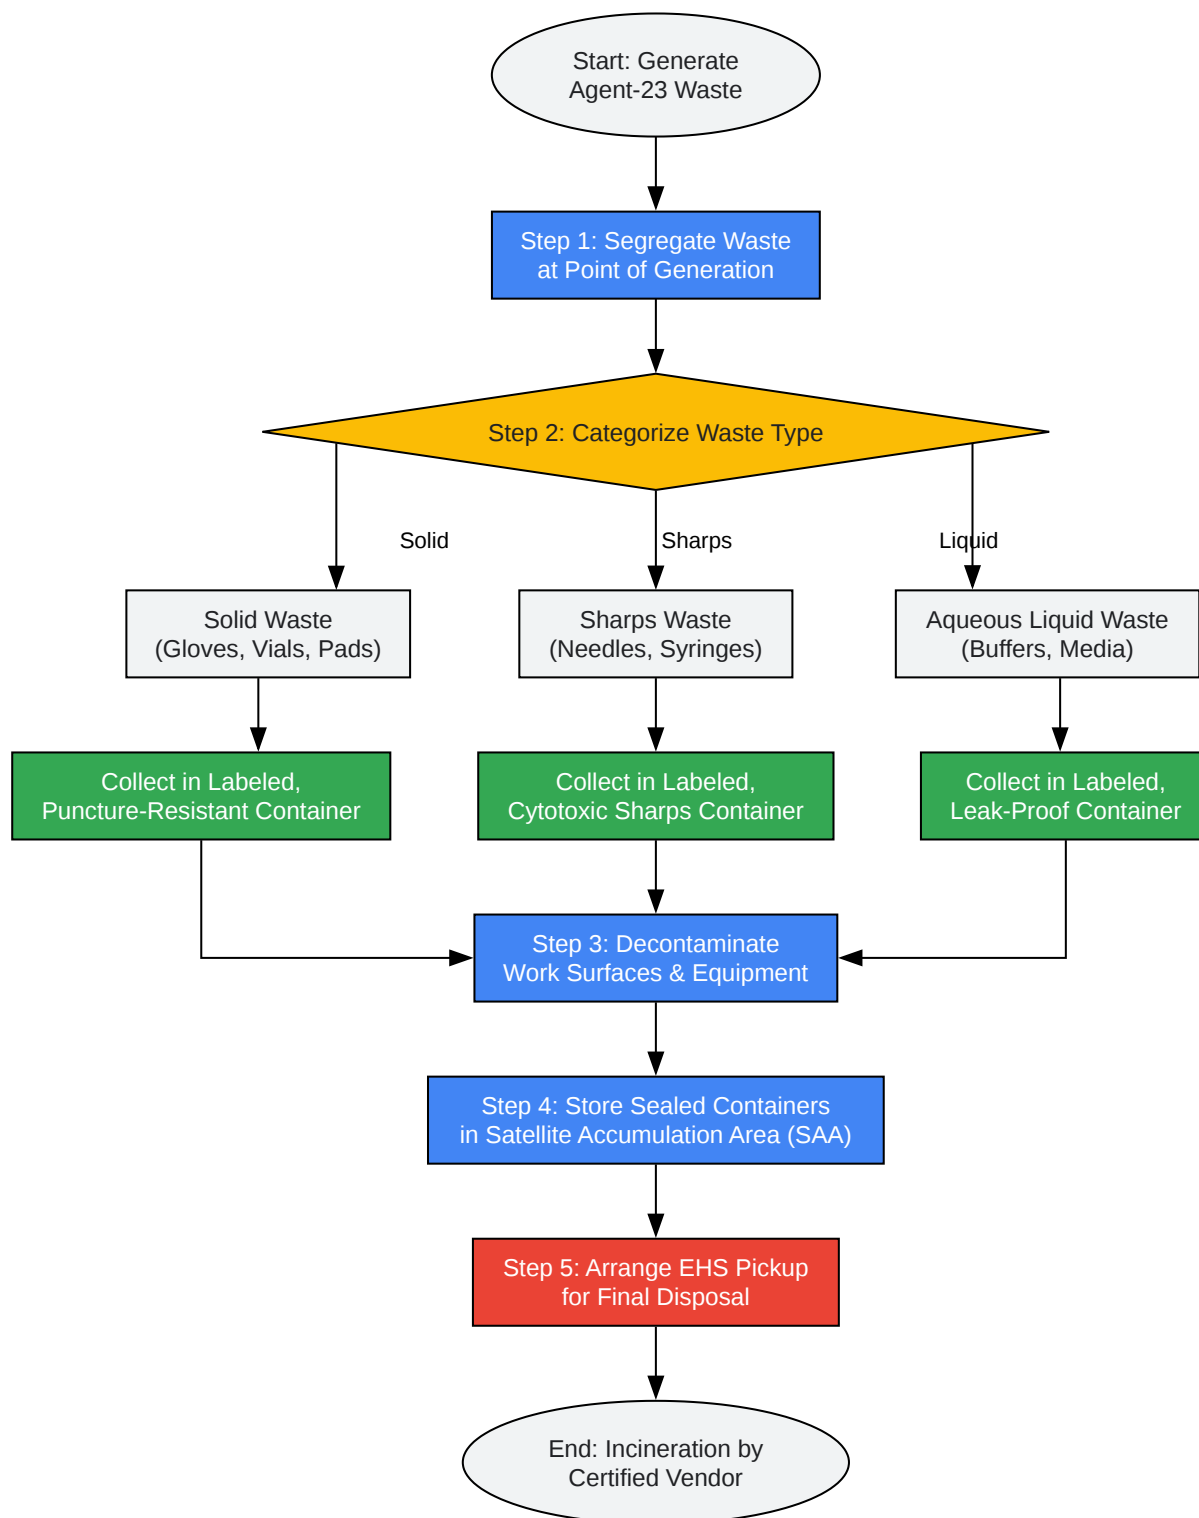 Start: Generate
Agent-23 Waste
Step 1: Segregate Waste
at Point of Generation
Step 2: Categorize Waste Type
Solid
Sharps
Liquid
Solid Waste
(Gloves, Vials, Pads)
Sharps Waste
(Needles, Syringes)
Aqueous Liquid Waste
(Buffers, Media)
Collect in Labeled,
Puncture-Resistant Container
Collect in Labeled,
Cytotoxic Sharps Container
Collect in Labeled,
Leak-Proof Container
Step 3: Decontaminate
Work Surfaces & Equipment
Step 4: Store Sealed Containers
in Satellite Accumulation Area (SAA)
Step 5: Arrange EHS Pickup
for Final Disposal
End: Incineration by
Certified Vendor